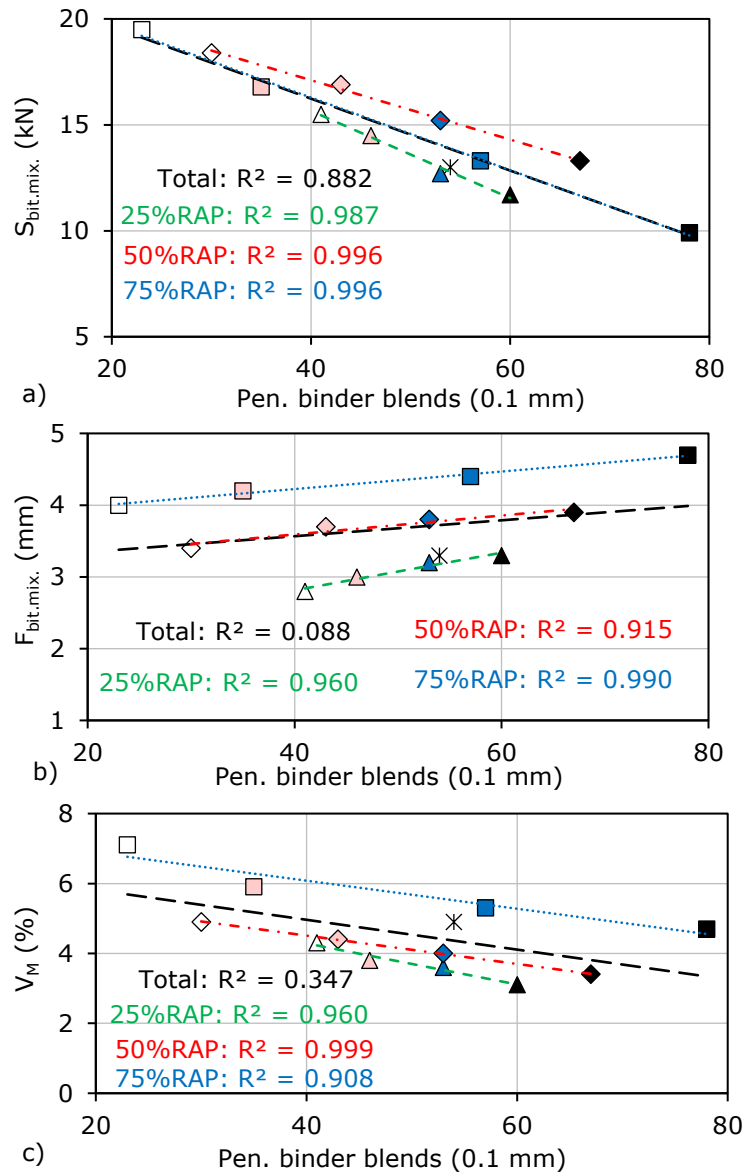 20
15
10
5
S bit.mix. (kN)
Total: R² = 0.882
25%RAP: R² = 0.987
50%RAP: R² = 0.996
75%RAP: R² = 0.996
20 40 60 80
a) Pen. binder blends (0.1 mm)
5
4
3
2
1
F bit.mix. (mm)
Total: R² = 0.088 50%RAP: R² = 0.915
25%RAP: R² = 0.960 75%RAP: R² = 0.990
20 40 60 80
b) Pen. binder blends (0.1 mm)
8
6
4
2
0
V M (%)
Total: R² = 0.347
25%RAP: R² = 0.960
50%RAP: R² = 0.999
75%RAP: R² = 0.908
20 40 60 80
c) Pen. binder blends (0.1 mm)